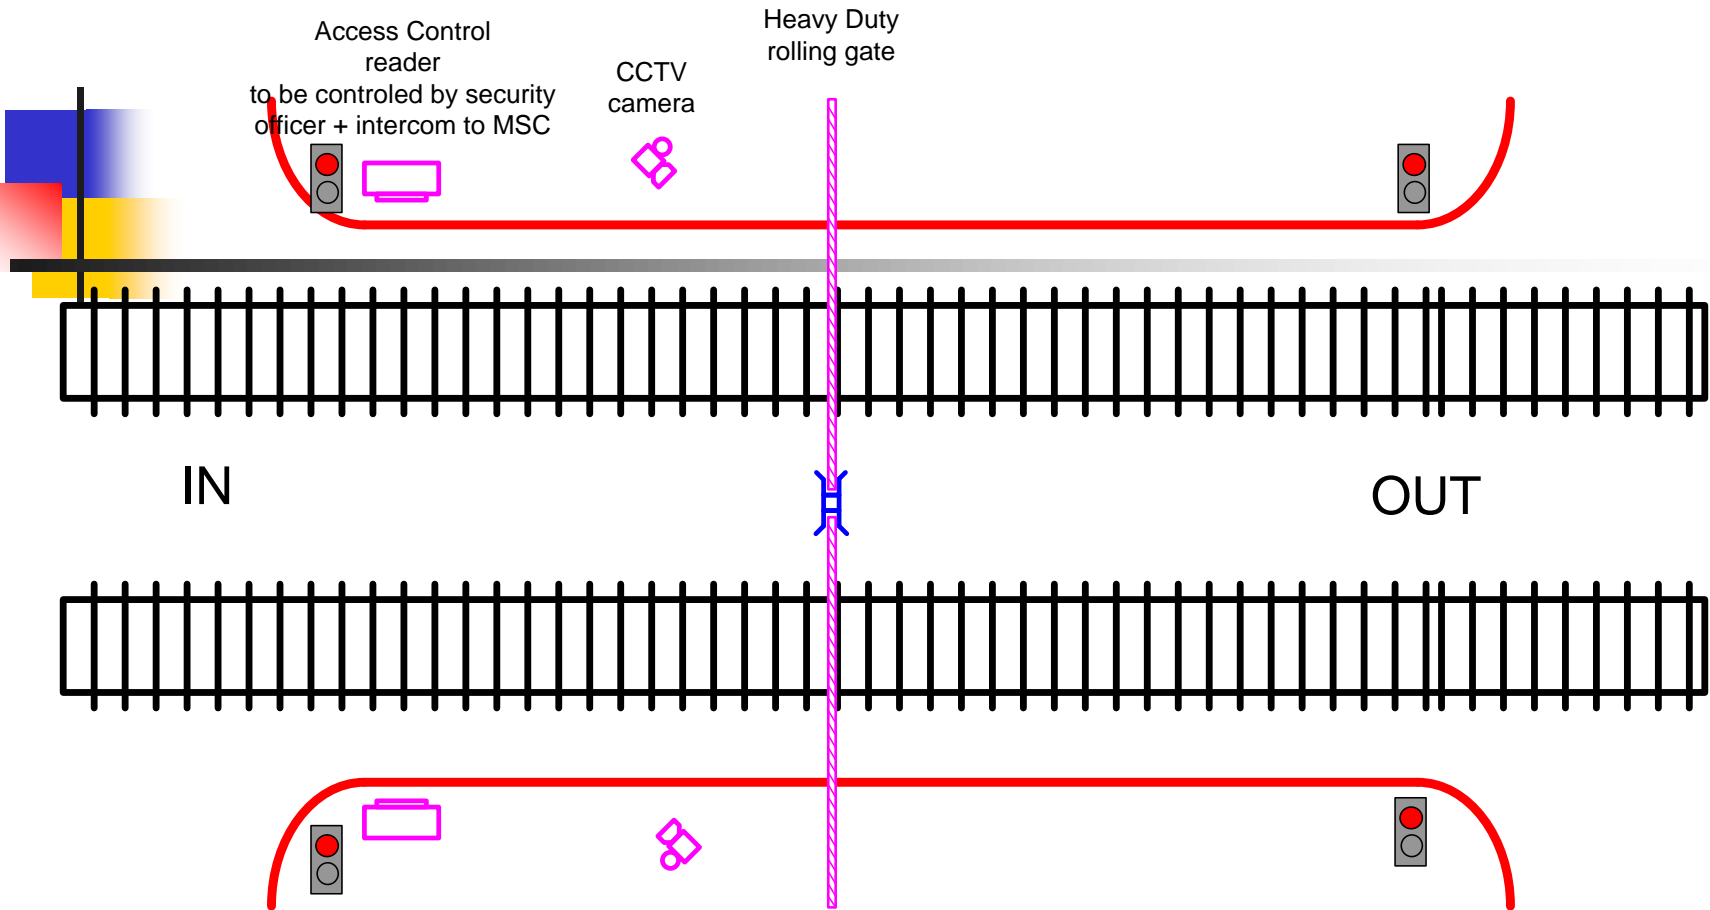 Access Control
reader
to be controled by security
officer + intercom to MSC
CCTV
camera
Heavy Duty
rolling gate
IN
OUT